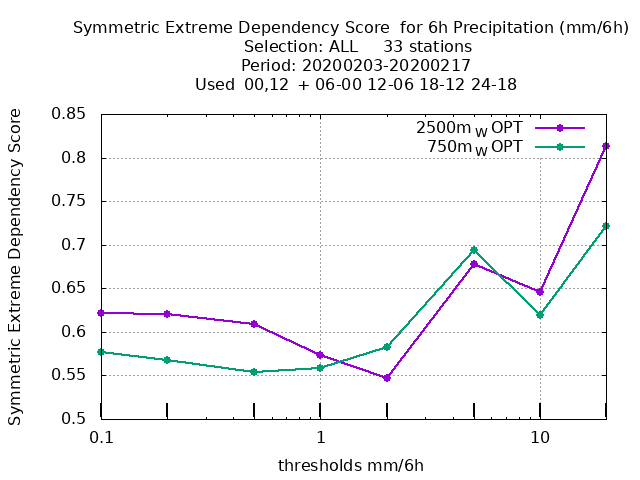 Symmetric Extreme Dependency Score  for 6h Precipitation (mm/6h)
Selection: ALL     33 stations
Period: 20200203-20200217
Used  00,12  + 06-00 12-06 18-12 24-18
Symmetric Extreme Dependency Score
0.85
0.8
0.75
0.7
0.65
0.6
0.55
0.5
2500m W OPT
750m W OPT
0.1
1
10
thresholds mm/6h